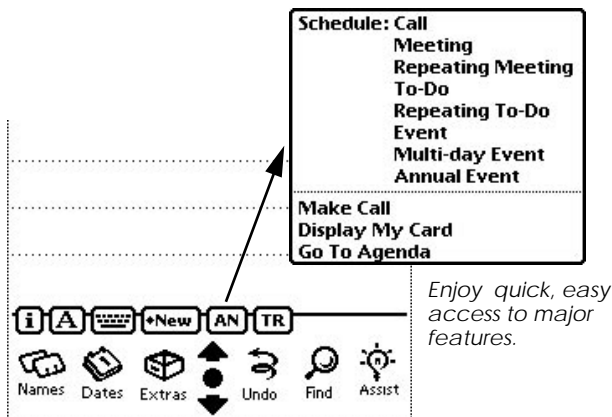 Schedule: Call
Meeting
Repeating Meeting
To-Do
Repeating To-Do
Event
Multi-day Event
Annual Event
Make Call
Display My Card
Go To Agenda
Enjoy quick, easy
access to major
features.
i A •New AN TR
Names Dates Extras Undo Find Assist